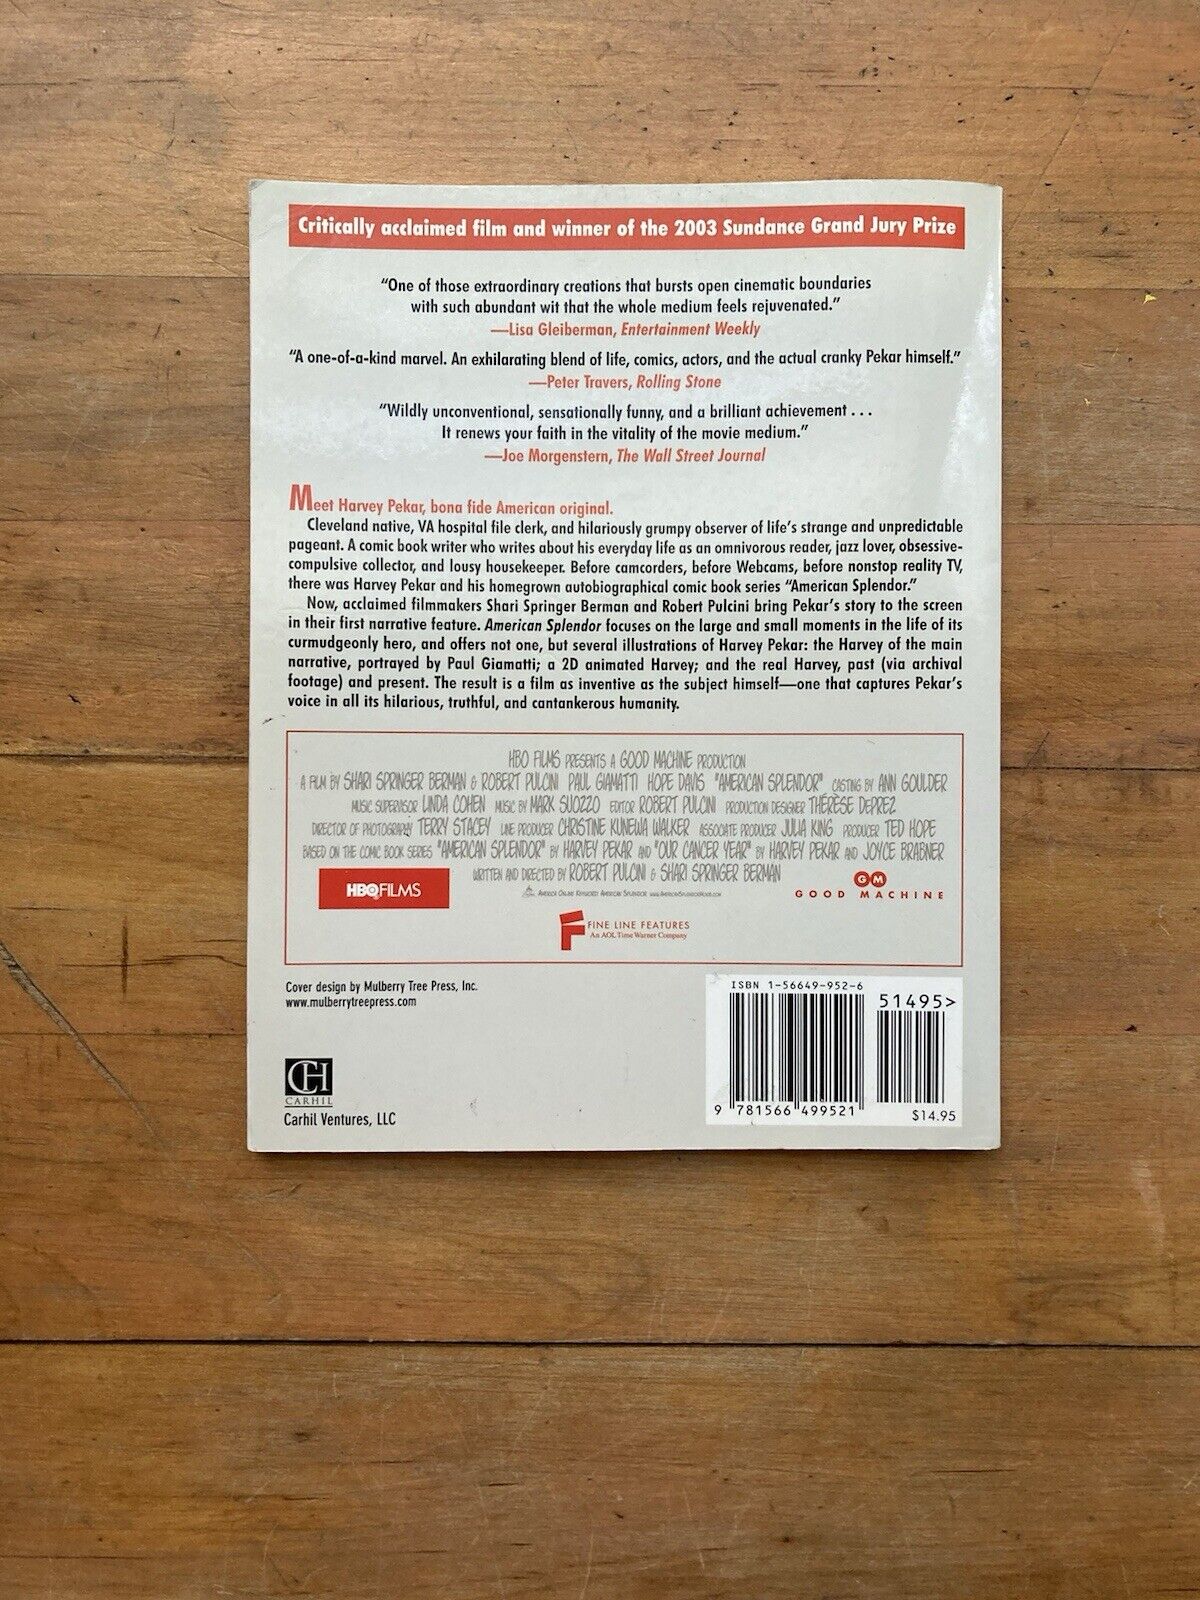 Critically acclaimed film and winner of the 2003 Sundance Grand Jury Prize
“One of those extraordinary creations that bursts open cinematic boundaries
with such abundant wit that the whole medium feels rejuvenated.”
—Lisa Gleiberman, Entertainment Weekly
“A one-of-a-kind marvel. An exhilarating blend of life, comics, actors, and the actual cranky Pekar himself.”
—Peter Travers, Rolling Stone
“Wildly unconventional, sensationally funny, and a brilliant achievement . . .
It renews your faith in the vitality of the movie medium.”
—Joe Morgenstern, The Wall Street Journal
Meet Harvey Pekar, bona fide American original.
Cleveland native, VA hospital file clerk, and hilariously grumpy observer of life’s strange and unpredictable
pageant. A comic book writer who writes about his everyday life as an omnivorous reader, jazz lover, obsessive-
compulsive collector, and lousy housekeeper. Before camcorders, before Webcams, before nonstop reality TV,
there was Harvey Pekar and his homegrown autobiographical comic book series “American Splendor.”
Now, acclaimed filmmakers Shari Springer Berman and Robert Pulcini bring Pekar’s story to the screen
in their first narrative feature. American Splendor focuses on the large and small moments in the life of its
curmudgeonly hero, and offers not one, but several illustrations of Harvey Pekar: the Harvey of the main
narrative, portrayed by Paul Giamatti; a 2D animated Harvey; and the real Harvey, past (via archival
footage) and present. The result is a film as inventive as the subject himself—one that captures Pekar’s
voice in all its hilarious, truthful, and cantankerous humanity.
HBO FILMS PRESENTS A GOOD MACHINE PRODUCTION
A FILM BY SHARI SPRINGER BERMAN & ROBERT PULCINI PAUL GIAMATTI HOPE DAVIS "AMERICAN SPLENDOR" CASTING BY ANN GOULDER
MUSIC SUPERVISOR LINDA COHEN MUSIC BY MARK SUOZZO EDITOR ROBERT PULCINI PRODUCTION DESIGNER THÉRÈSE DEPREZ
DIRECTOR OF PHOTOGRAPHY TERRY STACEY LINE PRODUCER CHRISTINE KUNEWA WALKER ASSOCIATE PRODUCER JULIA KING PRODUCER TED HOPE
BASED ON THE COMIC BOOK SERIES "AMERICAN SPLENDOR" BY HARVEY PEKAR AND "OUR CANCER YEAR" BY HARVEY PEKAR AND JOYCE BRABNER
WRITTEN AND DIRECTED BY ROBERT PULCINI & SHARI SPRINGER BERMAN
HBO FILMS
AMERICA ONLINE KEYWORD: AMERICAN SPLENDOR
GM
GOOD MACHINE
FINE LINE FEATURES
An AOL Time Warner Company
Cover design by Mulberry Tree Press, Inc.
www.mulberrytreepress.com
ISBN 1-56649-952-6
51495>
9 781566 499521
$14.95
CH
CARHIL
Carhil Ventures, LLC